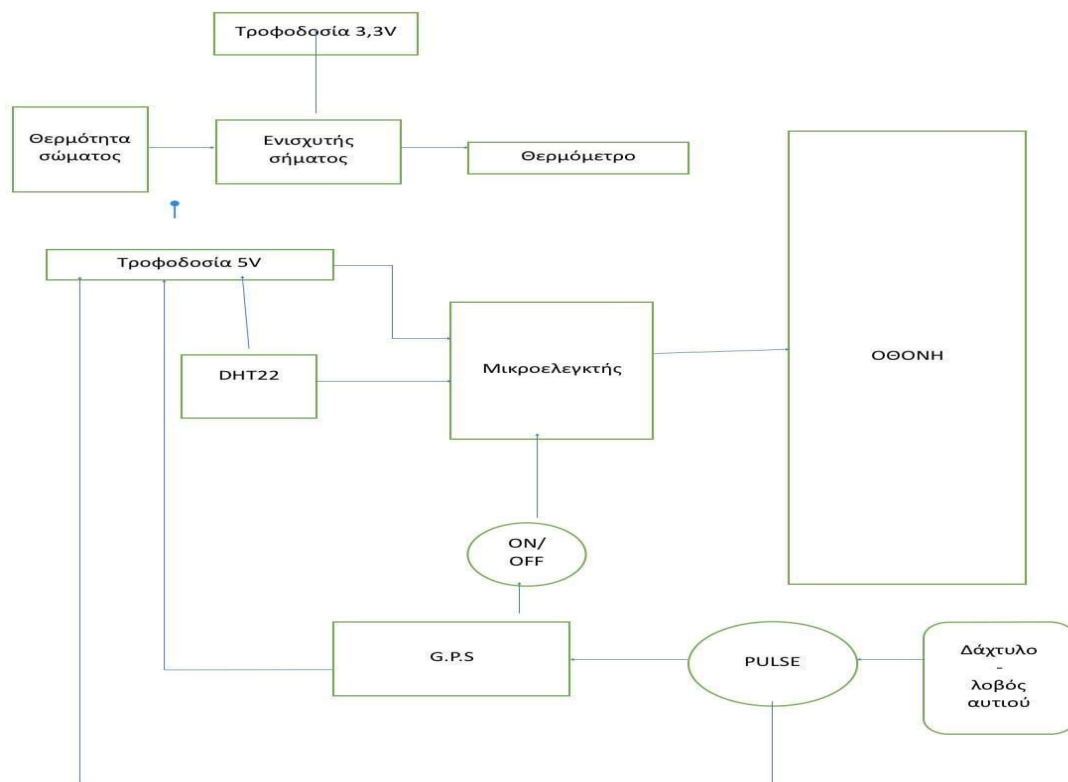 Τροφοδοσία 3,3V
Θερμότητα
σώματος
Ενισχυτής
σήματος
Θερμόμετρο
Τροφοδοσία 5V
DHT22
Μικροελεγκτής
ΟΘΟΝΗ
ON/
OFF
G.P.S
PULSE
Δάχτυλο
-
λοβός
αυτιού